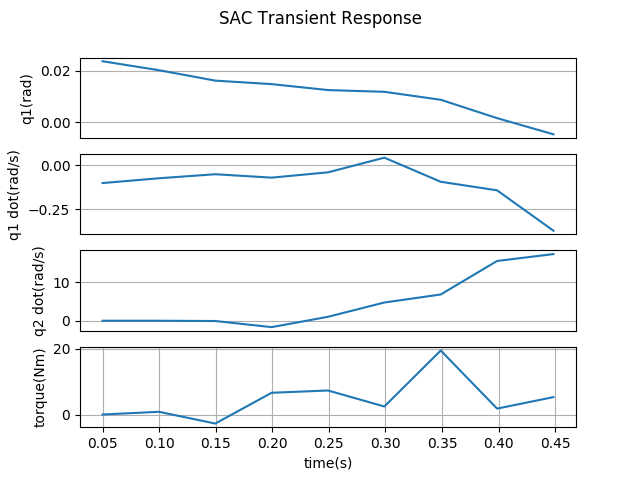 SAC Transient Response
q1(rad)
0.02
0.00
q1 dot(rad/s)
0.00
−0.25
q2 dot(rad/s)
10
0
torque(Nm)
20
0
0.05 0.10 0.15 0.20 0.25 0.30 0.35 0.40 0.45
time(s)